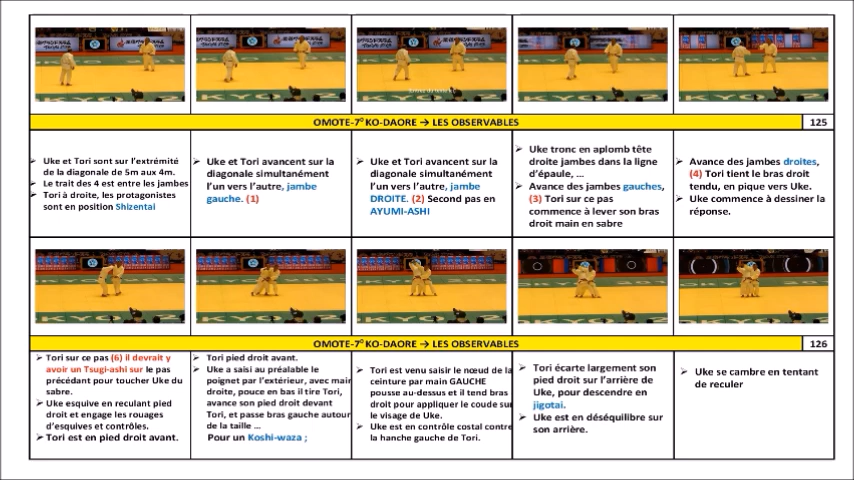 OMOTE-7° KO-DAORE → LES OBSERVABLES 125
➢ Uke et Tori sont sur l’extrémité
de la diagonale de 5m aux 4m.
➢ Le trait des 4 est entre les jambes
➢ Tori à droite, les protagonistes
sont en position Shizentai
➢ Uke et Tori avancent sur la
diagonale simultanément
l’un vers l’autre, jambe
gauche. (1)
➢ Uke et Tori avancent sur la
diagonale simultanément
l’un vers l’autre, jambe
DROITE. (2) Second pas en
AYUMI-ASHI
➢ Uke tronc en aplomb tête
droite jambes dans la ligne
d’épaule, …
➢ Avance des jambes gauches,
(3) Tori sur ce pas
commence à lever son bras
droit main en sabre
➢ Avance des jambes droites,
(4) Tori tient le bras droit
tendu, en pique vers Uke.
➢ Uke commence à dessiner la
réponse.
OMOTE-7° KO-DAORE → LES OBSERVABLES 126
➢ Tori sur ce pas (6) il devrait y
avoir un Tsugi-ashi sur le pas
précédant pour toucher Uke du
sabre.
➢ Uke esquive en reculant pied
droit et engage les rouages
d’esquives et contrôles.
➢ Tori est en pied droit avant.
➢ Tori pied droit avant.
➢ Uke a saisi au préalable le
poignet par l’extérieur, avec main
droite, pouce en bas il tire Tori,
avance son pied droit devant
Tori, et passe bras gauche autour
de la taille …
Pour un Koshi-waza ;
➢ Tori est venu saisir le nœud de la
ceinture par main GAUCHE
pousse au-dessus et il tend bras
droit pour appliquer le coude sur
le visage de Uke.
➢ Uke est en contrôle costal contre
la hanche gauche de Tori.
➢ Tori écarte largement son
pied droit sur l’arrière de
Uke, pour descendre en
jigotai.
➢ Uke est en déséquilibre sur
son arrière.
➢ Uke se cambre en tentant
de reculer